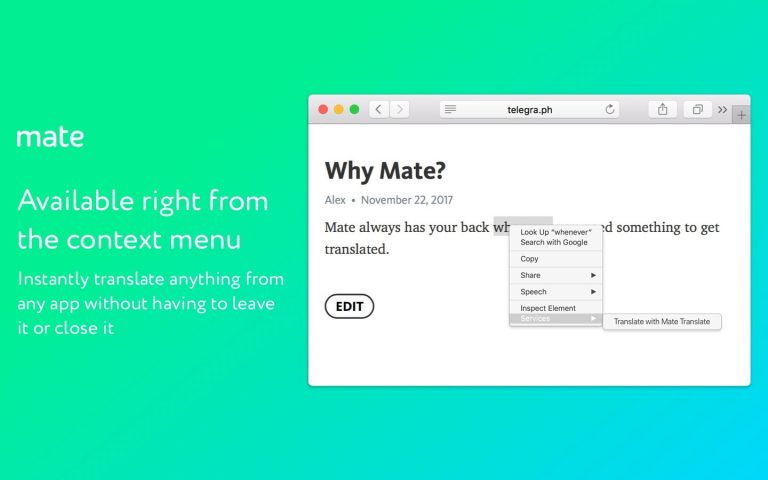 mate
Available right from
the context menu
Instantly translate anything from
any app without having to leave
it or close it
telegra.ph
Why Mate?
Alex • November 22, 2017
Mate always has your back wh ed something to get
translated.
EDIT
Look Up "whenever"
Search with Google
Copy
Share
Speech
Inspect Element
Services
Translate with Mate Translate